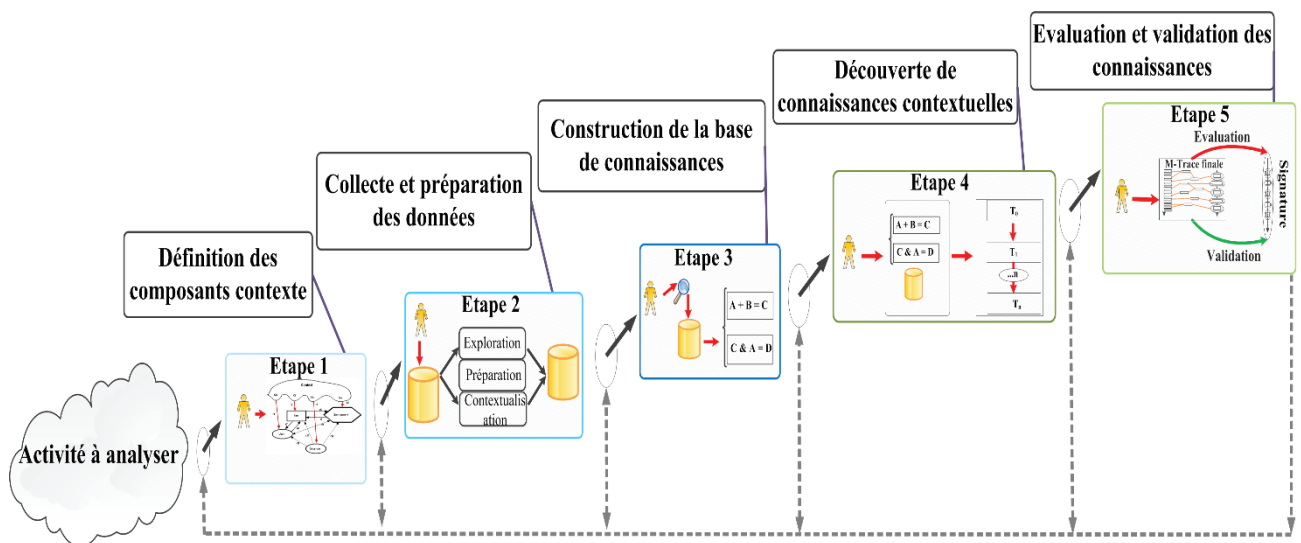 Activité à analyser
Définition des
composants contexte
Etape 1
Collecte et préparation
des données
Etape 2
Exploration
Préparation
Contextualis
ation
Construction de la base
de connaissances
Etape 3
A + B = C
C & A = D
Découverte de
connaissances contextuelles
Etape 4
A + B = C
C & A = D
T₀
T₁
...n
Tₙ
Evaluation et validation des
connaissances
Etape 5
Evaluation
M-Trace finale
Signature
Validation